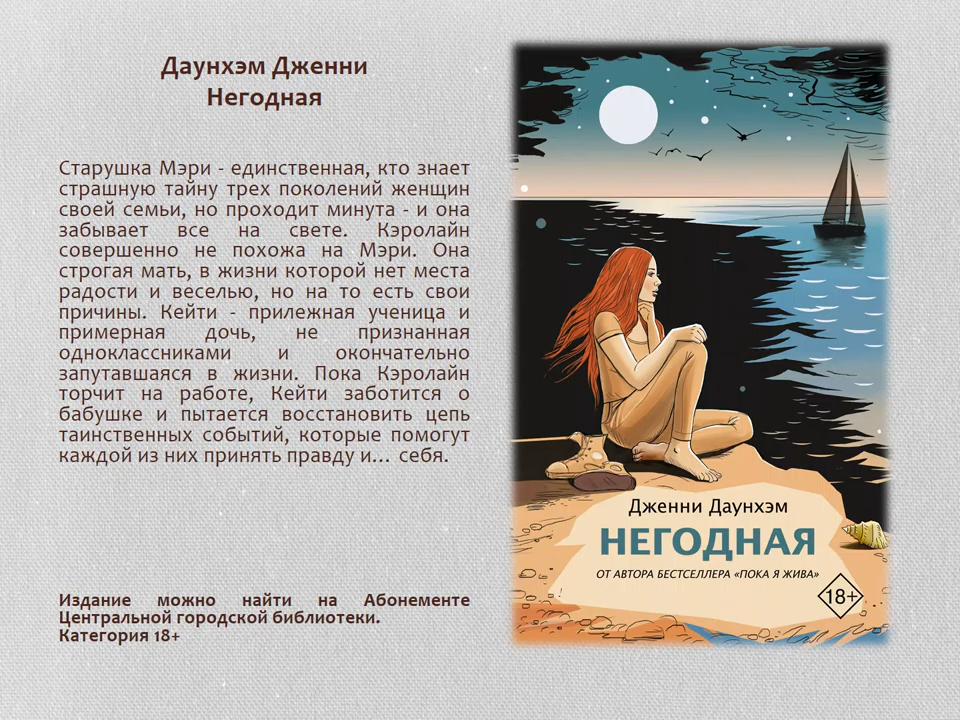 Даунхэм Дженни
Негодная
Старушка Мэри - единственная, кто знает
страшную тайну трех поколений женщин
своей семьи, но проходит минута - и она
забывает все на свете. Кэролайн
совершенно не похожа на Мэри. Она
строгая мать, в жизни которой нет места
радости и веселью, но на то есть свои
причины. Кейти - прилежная ученица и
примерная дочь, не признанная
одноклассниками и окончательно
запутавшаяся в жизни. Пока Кэролайн
торчит на работе, Кейти заботится о
бабушке и пытается восстановить цепь
таинственных событий, которые помогут
каждой из них принять правду и... себя.
Издание можно найти на Абонементе
Центральной городской библиотеки.
Категория 18+
Дженни Даунхэм
НЕГОДНАЯ
ОТ АВТОРА БЕСТСЕЛЛЕРА «ПОКА Я ЖИВА»
18+